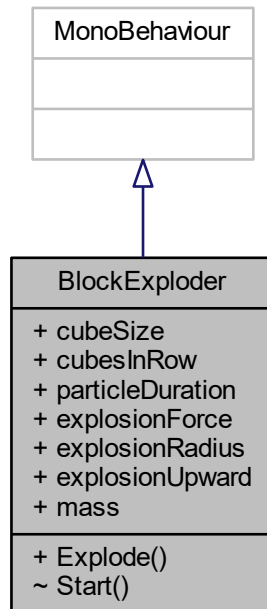 MonoBehaviour
BlockExploder
+ cubeSize
+ cubesInRow
+ particleDuration
+ explosionForce
+ explosionRadius
+ explosionUpward
+ mass
+ Explode()
~ Start()